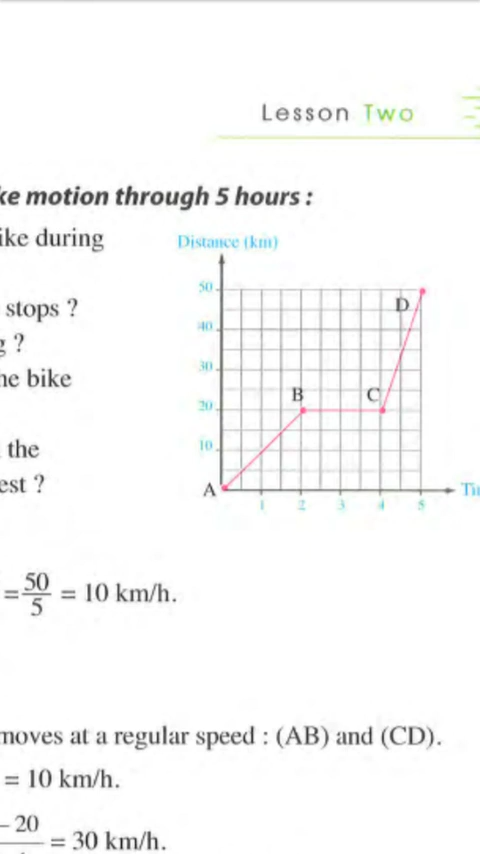 Lesson Two
ke motion through 5 hours :
ike during
Distance (km)
stops ?
g ?
he bike
the
est ?
50
40
30
20
10
A
B
C
D
1 2 3 4 5
Ti
= 50/5 = 10 km/h.
moves at a regular speed : (AB) and (CD).
= 10 km/h.
– 20
= 30 km/h.